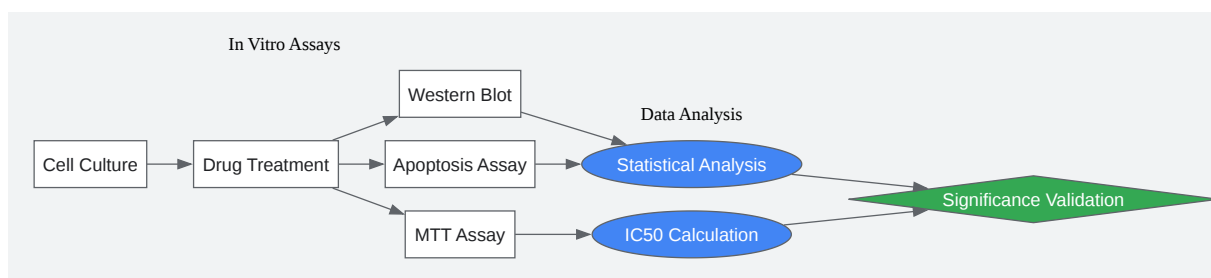 In Vitro Assays
Western Blot
Data Analysis
Cell Culture
Drug Treatment
Apoptosis Assay
Statistical Analysis
Significance Validation
MTT Assay
IC50 Calculation